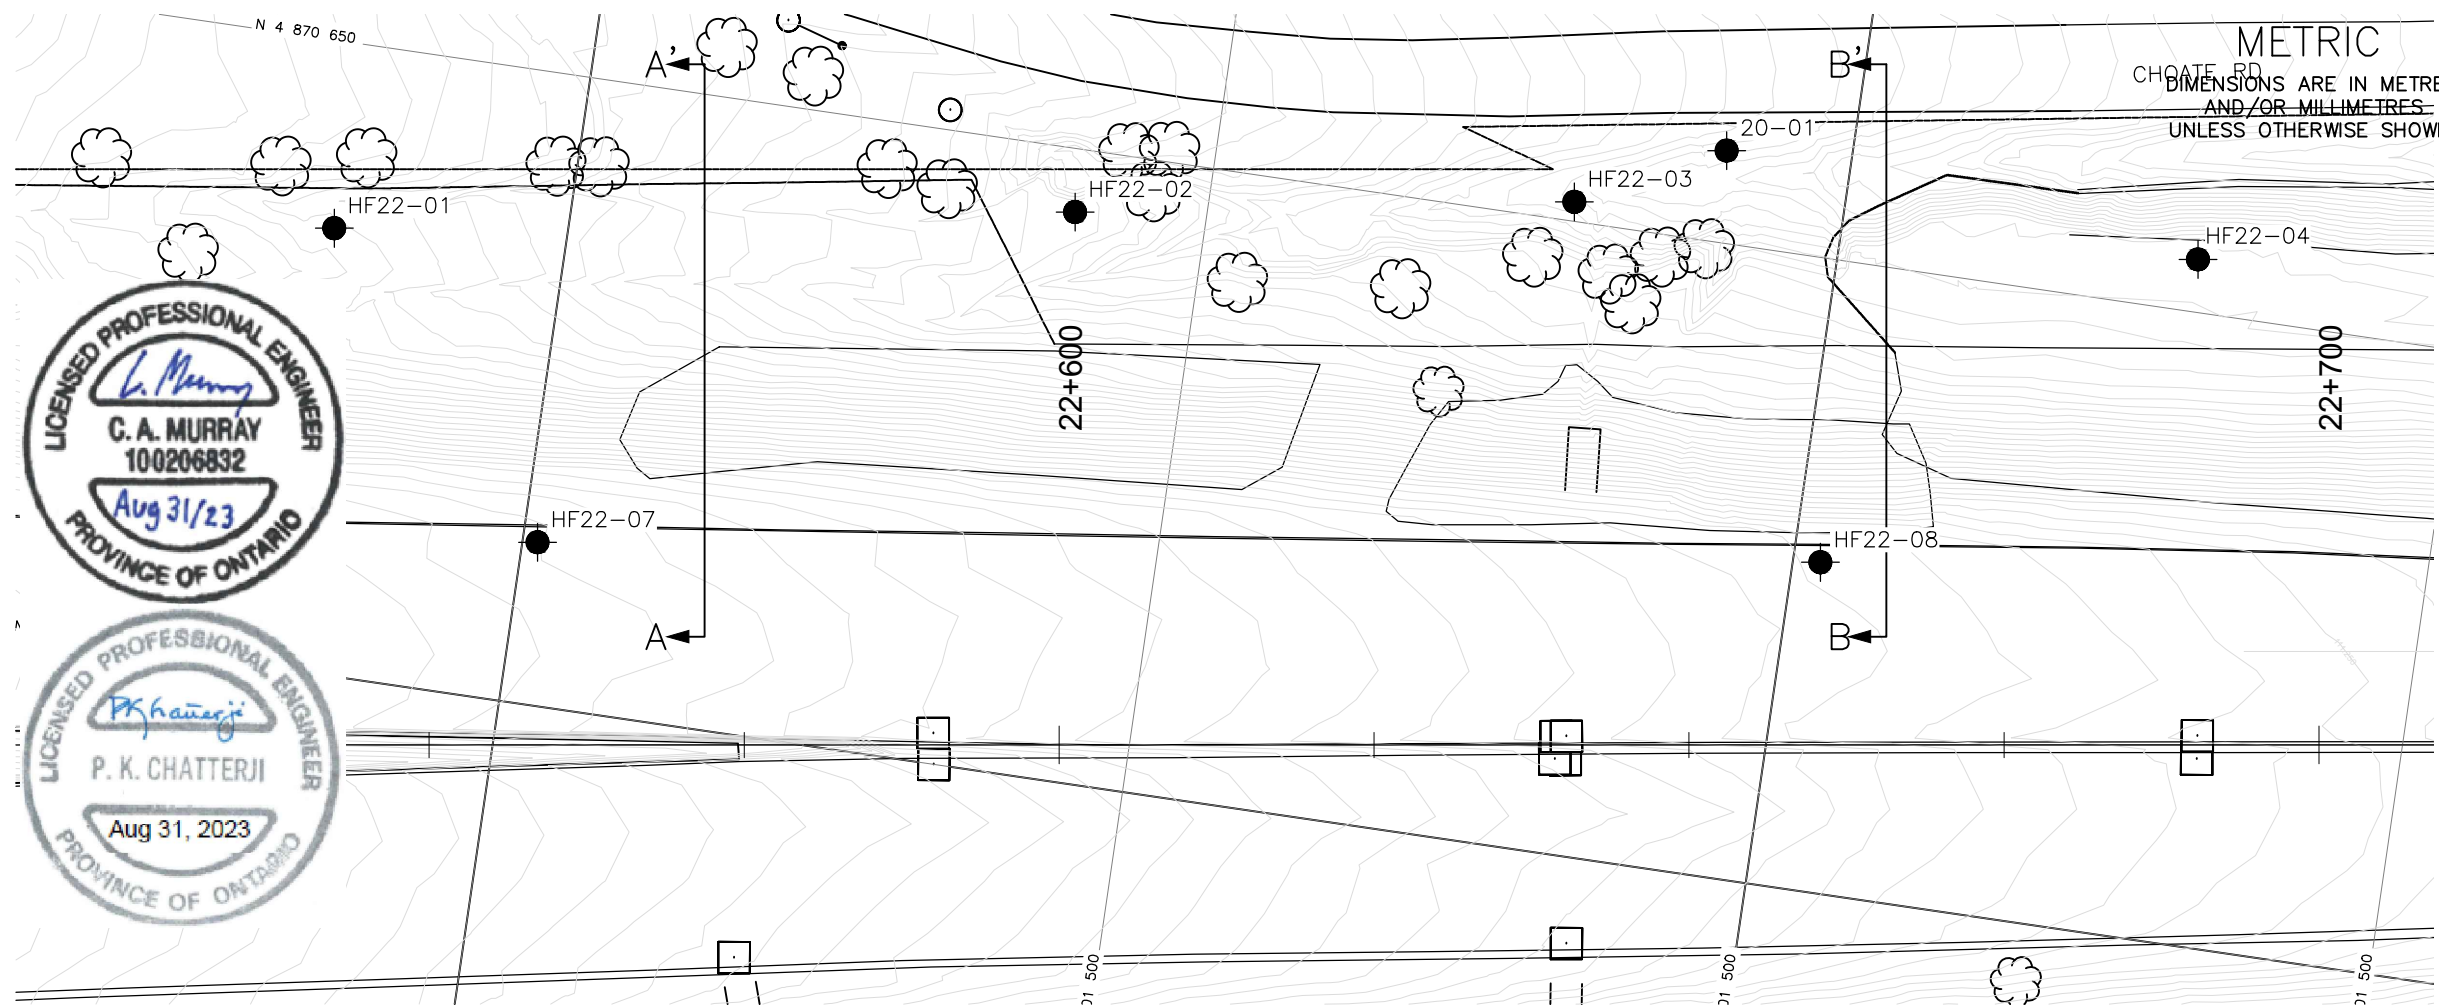 N 4 870 650
A'
B'
METRIC
CHOATE RD
DIMENSIONS ARE IN METRE
AND/OR MILLIMETRES
UNLESS OTHERWISE SHOW
20-01
HF22-03
HF22-02
HF22-01
HF22-04
22+600
22+700
LICENSED PROFESSIONAL ENGINEER
C. A. MURRAY
100206832
Aug 31/23
PROVINCE OF ONTARIO
HF22-07
HF22-08
A
B
LICENSED PROFESSIONAL ENGINEER
P. K. CHATTERJI
Aug 31, 2023
PROVINCE OF ONTARIO
01 500
01 500
01 500